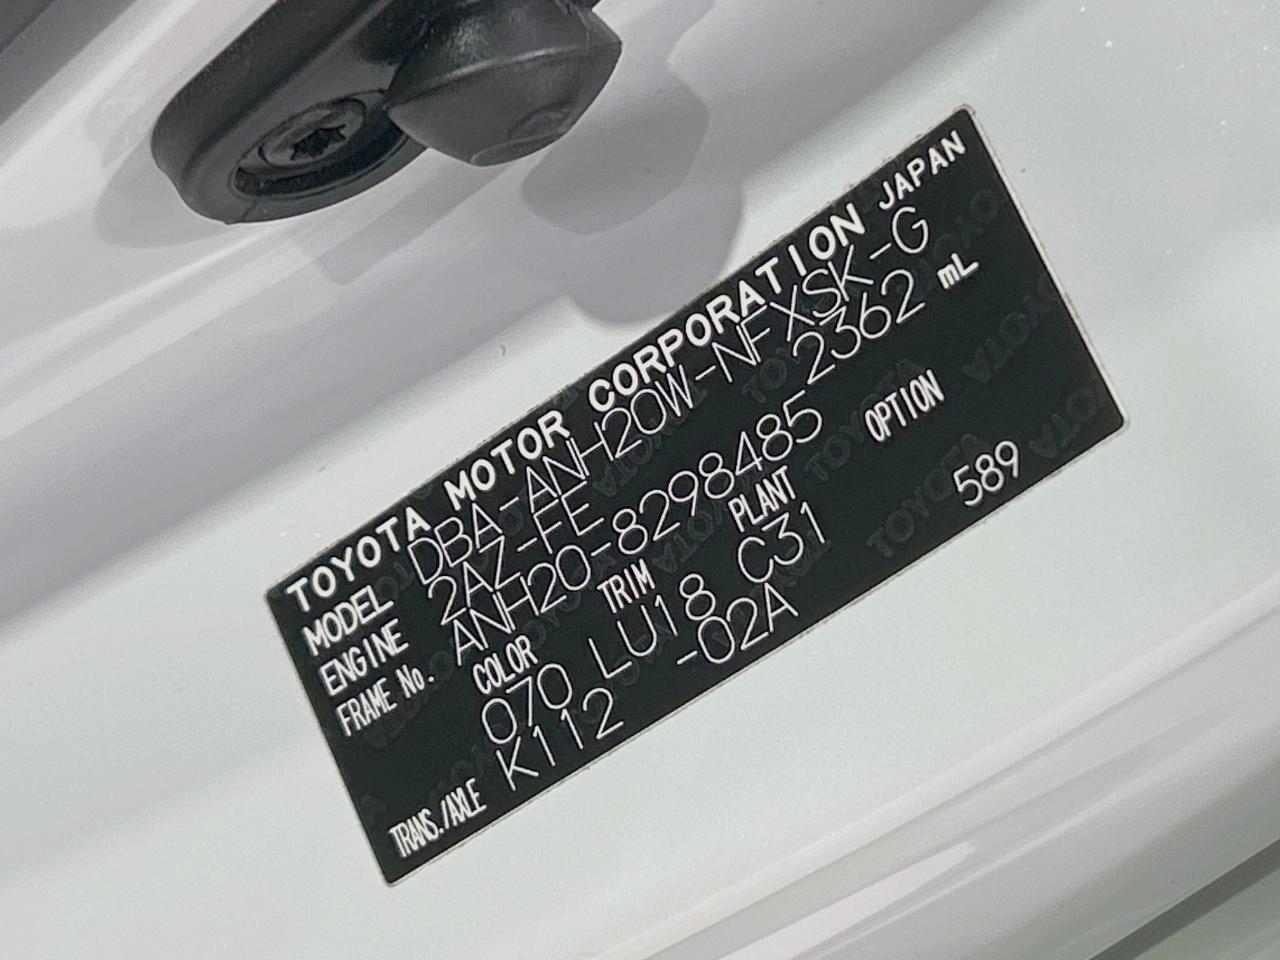 TOYOTA MOTOR CORPORATION JAPAN
MODEL DBA-ANH20W-NFXSK-G
ENGINE 2AZ-FE 2362 mL
FRAME No. ANH20-8298485
COLOR TRIM PLANT OPTION
070 LU18 C31 589
TRANS./AXLE K112 -02A